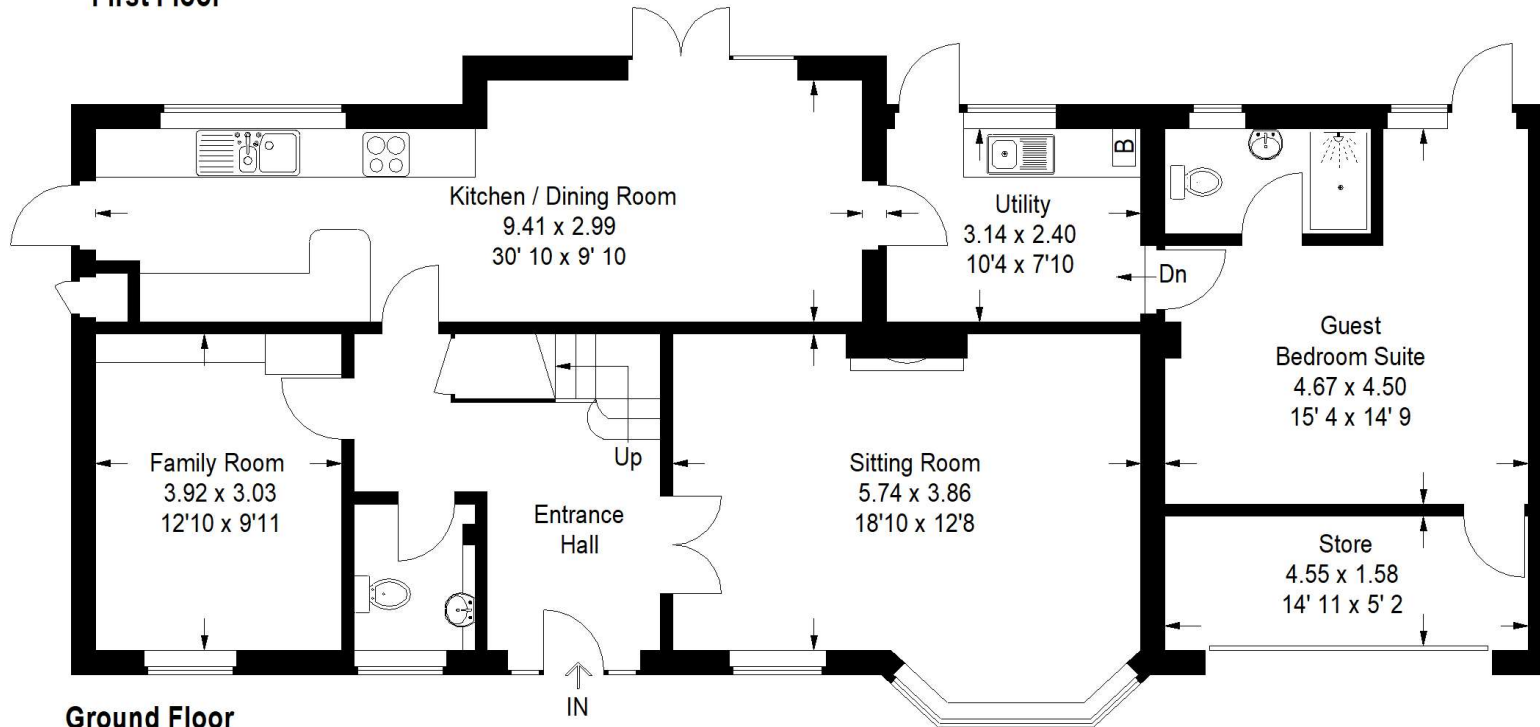 First Floor
Kitchen / Dining Room
9.41 x 2.99
30' 10 x 9' 10
Utility
3.14 x 2.40
10'4 x 7'10
B
Dn
Guest
Bedroom Suite
4.67 x 4.50
15' 4 x 14' 9
Family Room
3.92 x 3.03
12'10 x 9'11
Up
Entrance
Hall
Sitting Room
5.74 x 3.86
18'10 x 12'8
Store
4.55 x 1.58
14' 11 x 5' 2
IN
Ground Floor